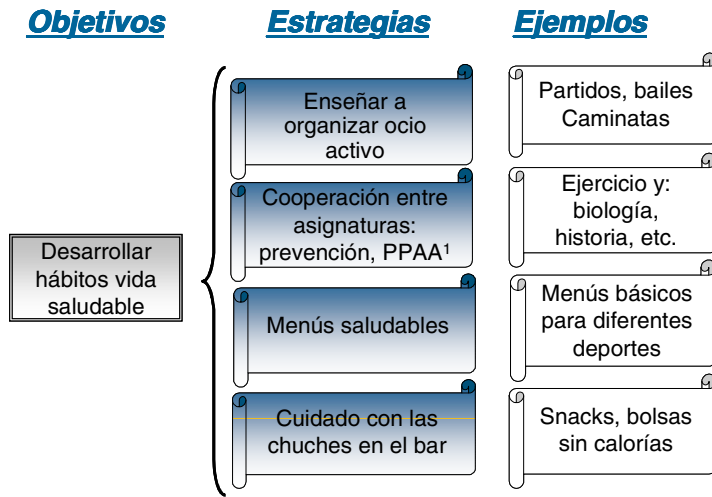 Objetivos
Estrategias
Ejemplos
Desarrollar
hábitos vida
saludable
Enseñar a
organizar ocio
activo
Partidos, bailes
Caminatas
Cooperación entre
asignaturas:
prevención, PPAA¹
Ejercicio y:
biología,
historia, etc.
Menús saludables
Menús básicos
para diferentes
deportes
Cuidado con las
chuches en el bar
Snacks, bolsas
sin calorías